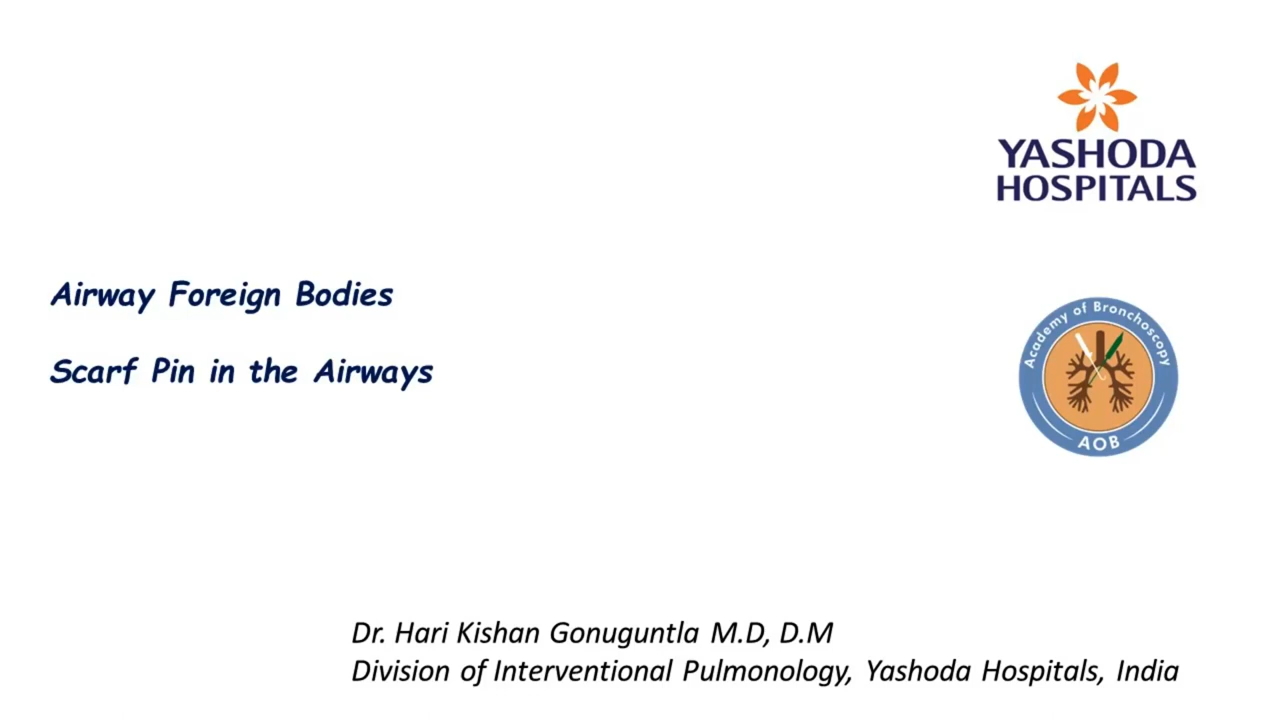 YASHODA
HOSPITALS
Airway Foreign Bodies
Academy of Bronchoscopy
Scarf Pin in the Airways
AOB
Dr. Hari Kishan Gonuguntla M.D, D.M
Division of Interventional Pulmonology, Yashoda Hospitals, India